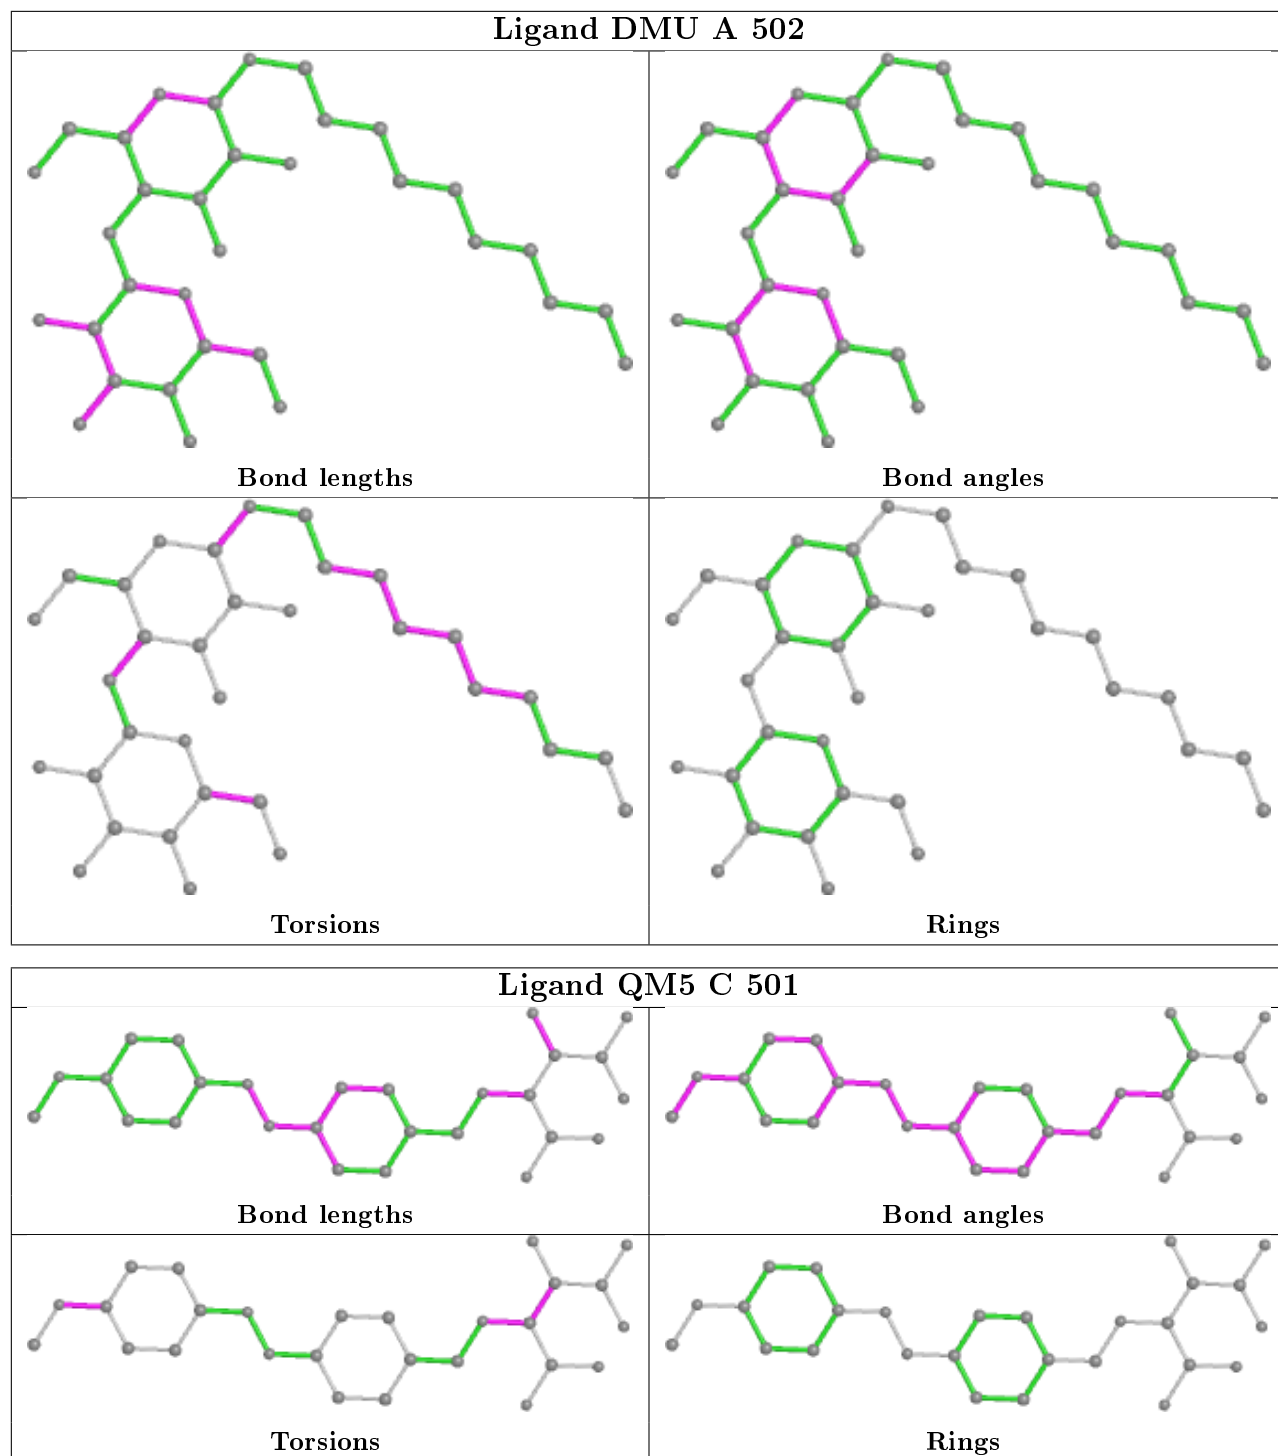 Ligand DMU A 502
Bond lengths
Bond angles
Torsions
Rings
Ligand QM5 C 501
Bond lengths
Bond angles
Torsions
Rings